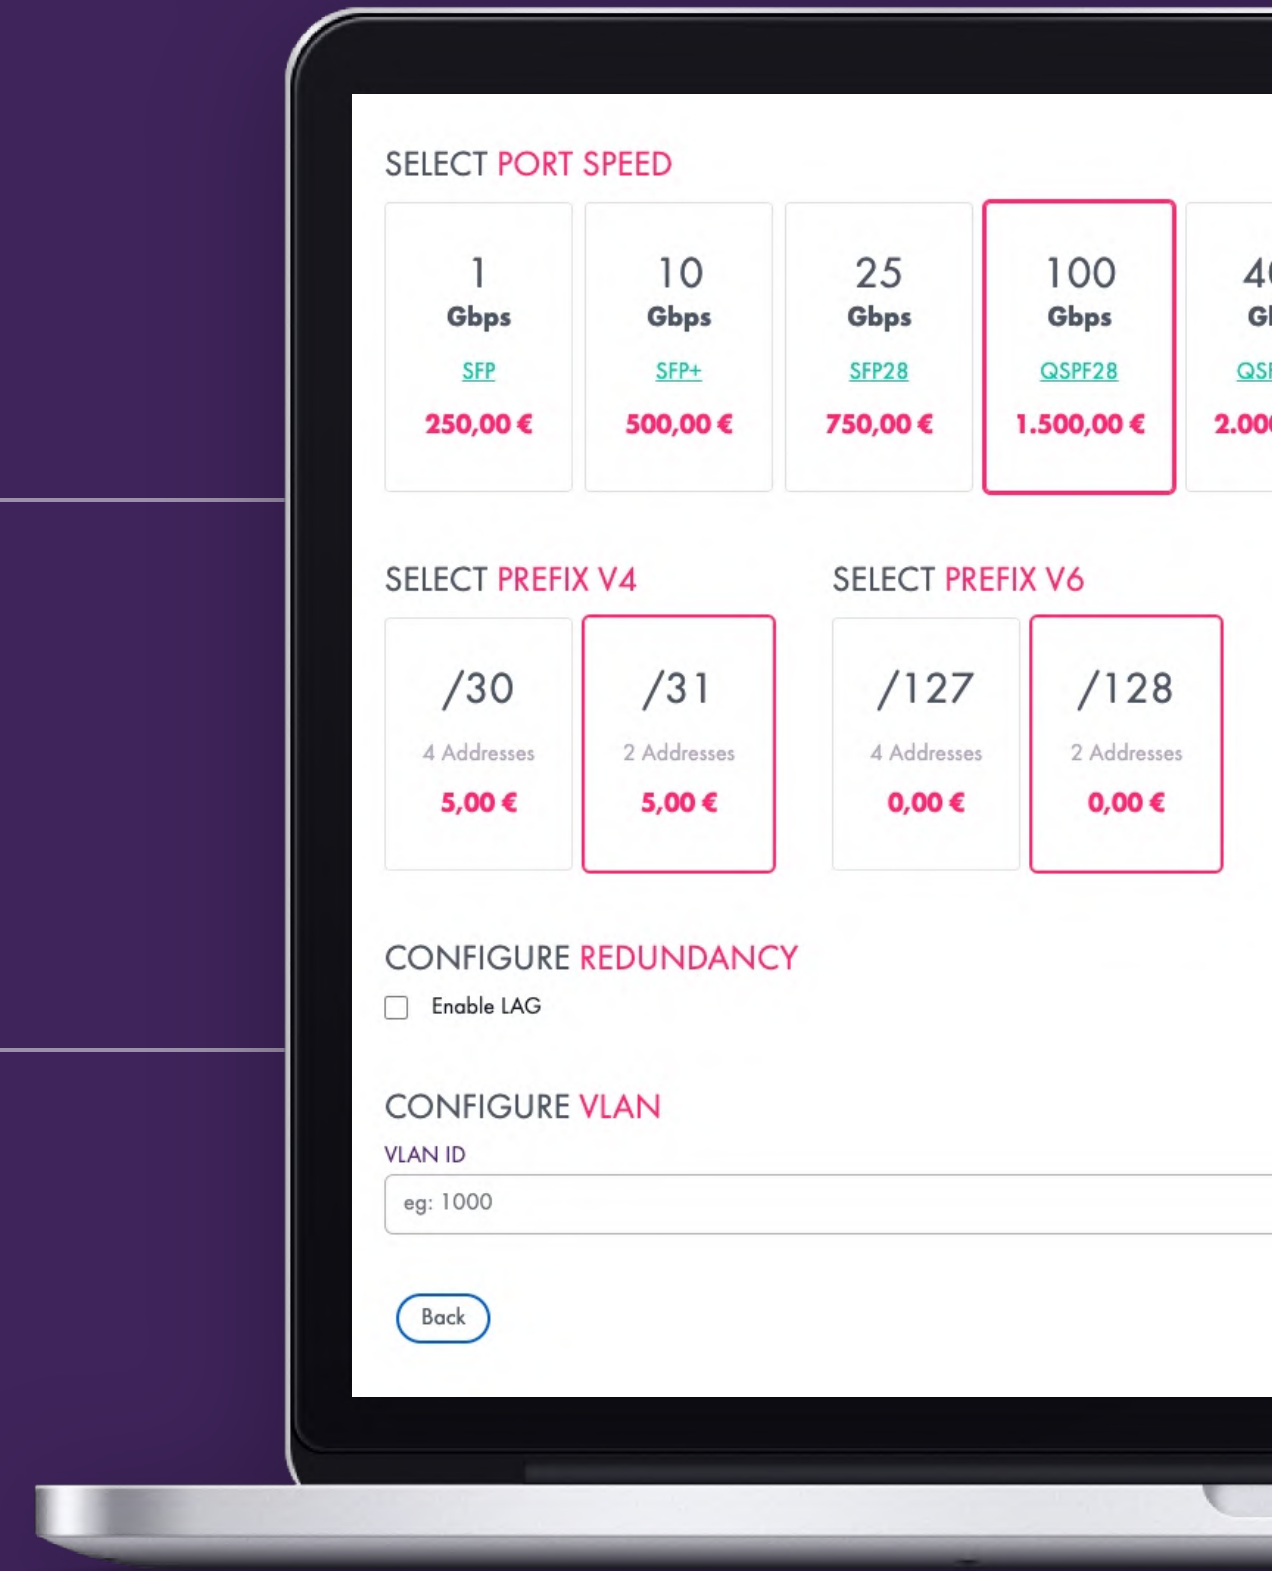 SELECT PORT SPEED
1 10 25 100
Gbps Gbps Gbps Gbps
SFP SFP+ SFP28 QSPF28
250,00 € 500,00 € 750,00 € 1.500,00 €
SELECT PREFIX V4 SELECT PREFIX V6
/30 /31 /127 /128
4 Addresses 2 Addresses 4 Addresses 2 Addresses
5,00 € 5,00 € 0,00 € 0,00 €
CONFIGURE REDUNDANCY
Enable LAG
CONFIGURE VLAN
VLAN ID
eg: 1000
Back